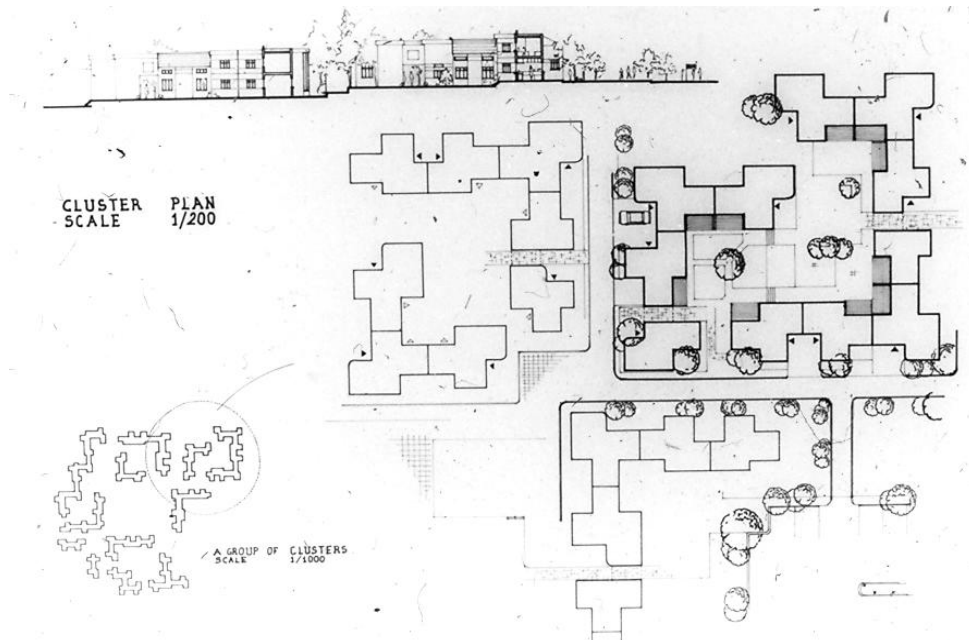 CLUSTER PLAN
SCALE 1/200
A GROUP OF CLUSTERS
SCALE 1/1000